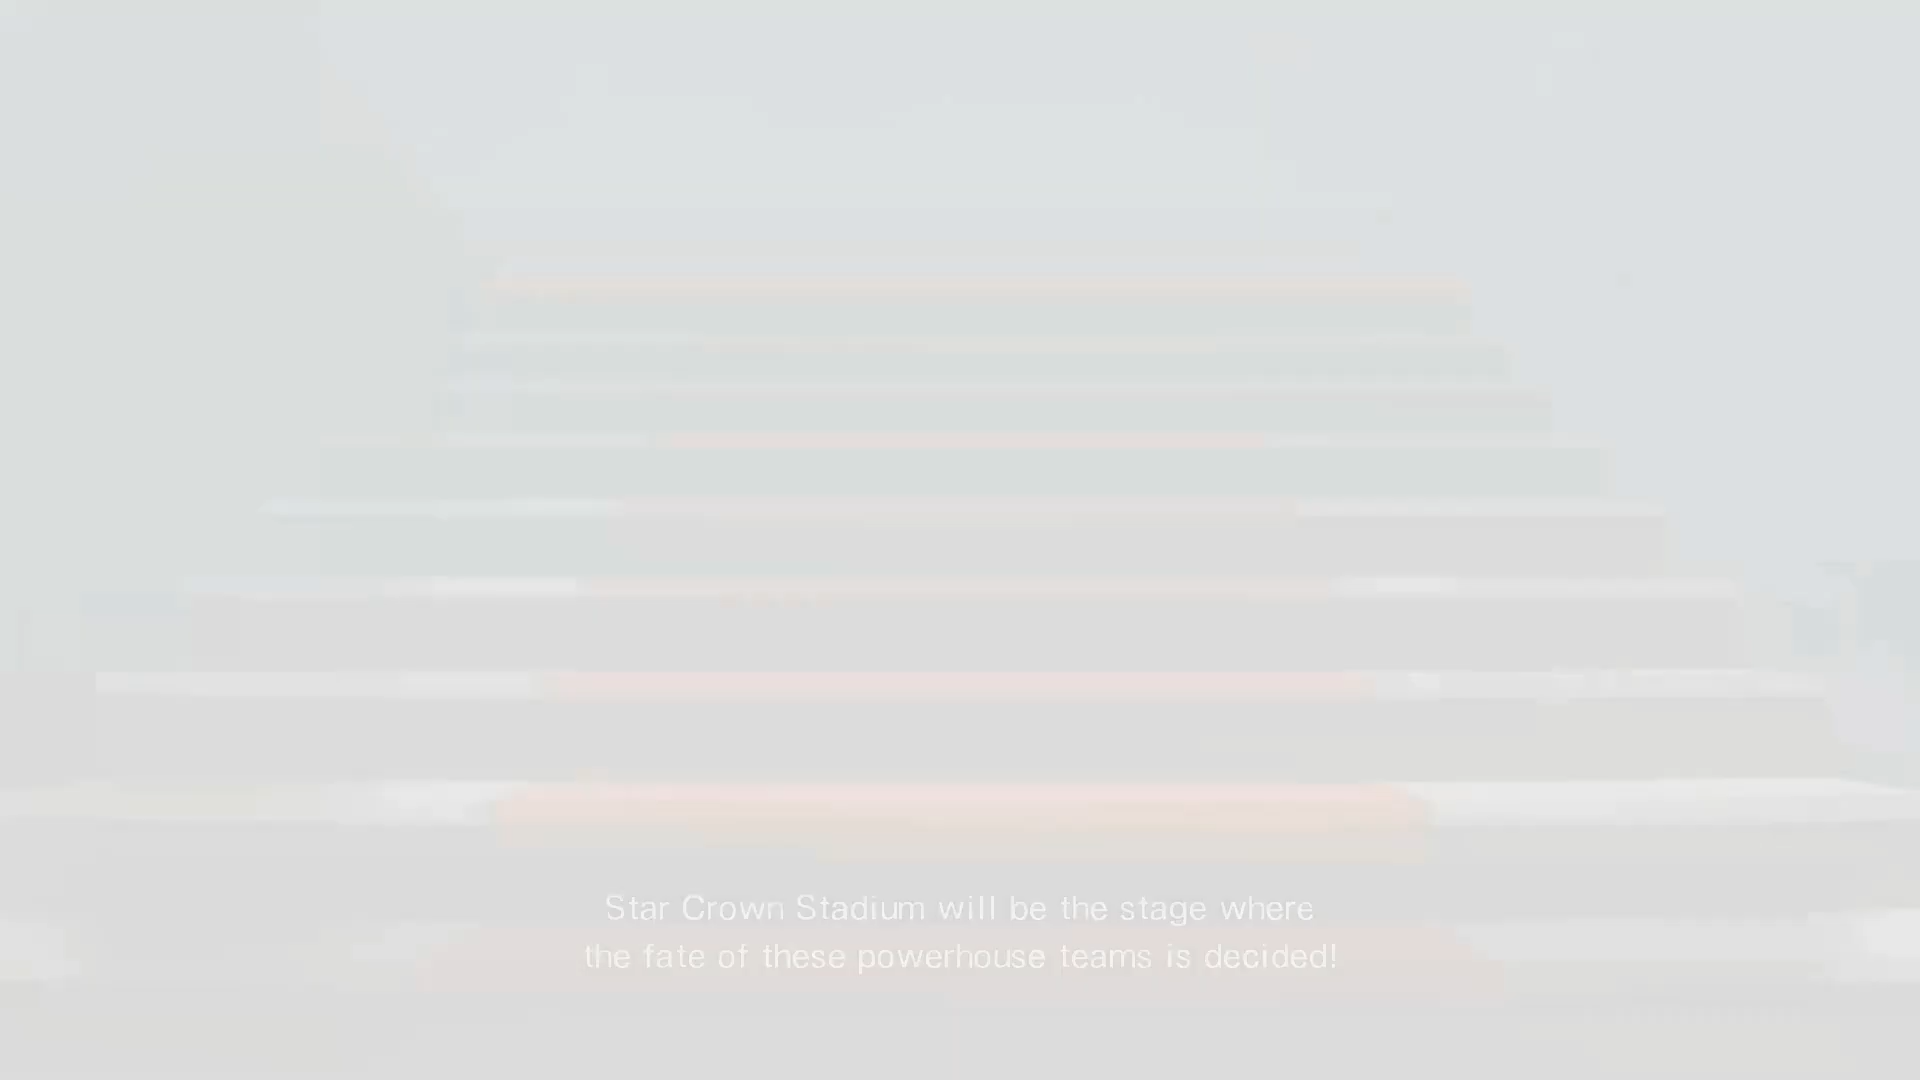 Star Crown Stadium will be the stage where
the fate of these powerhouse teams is decided!